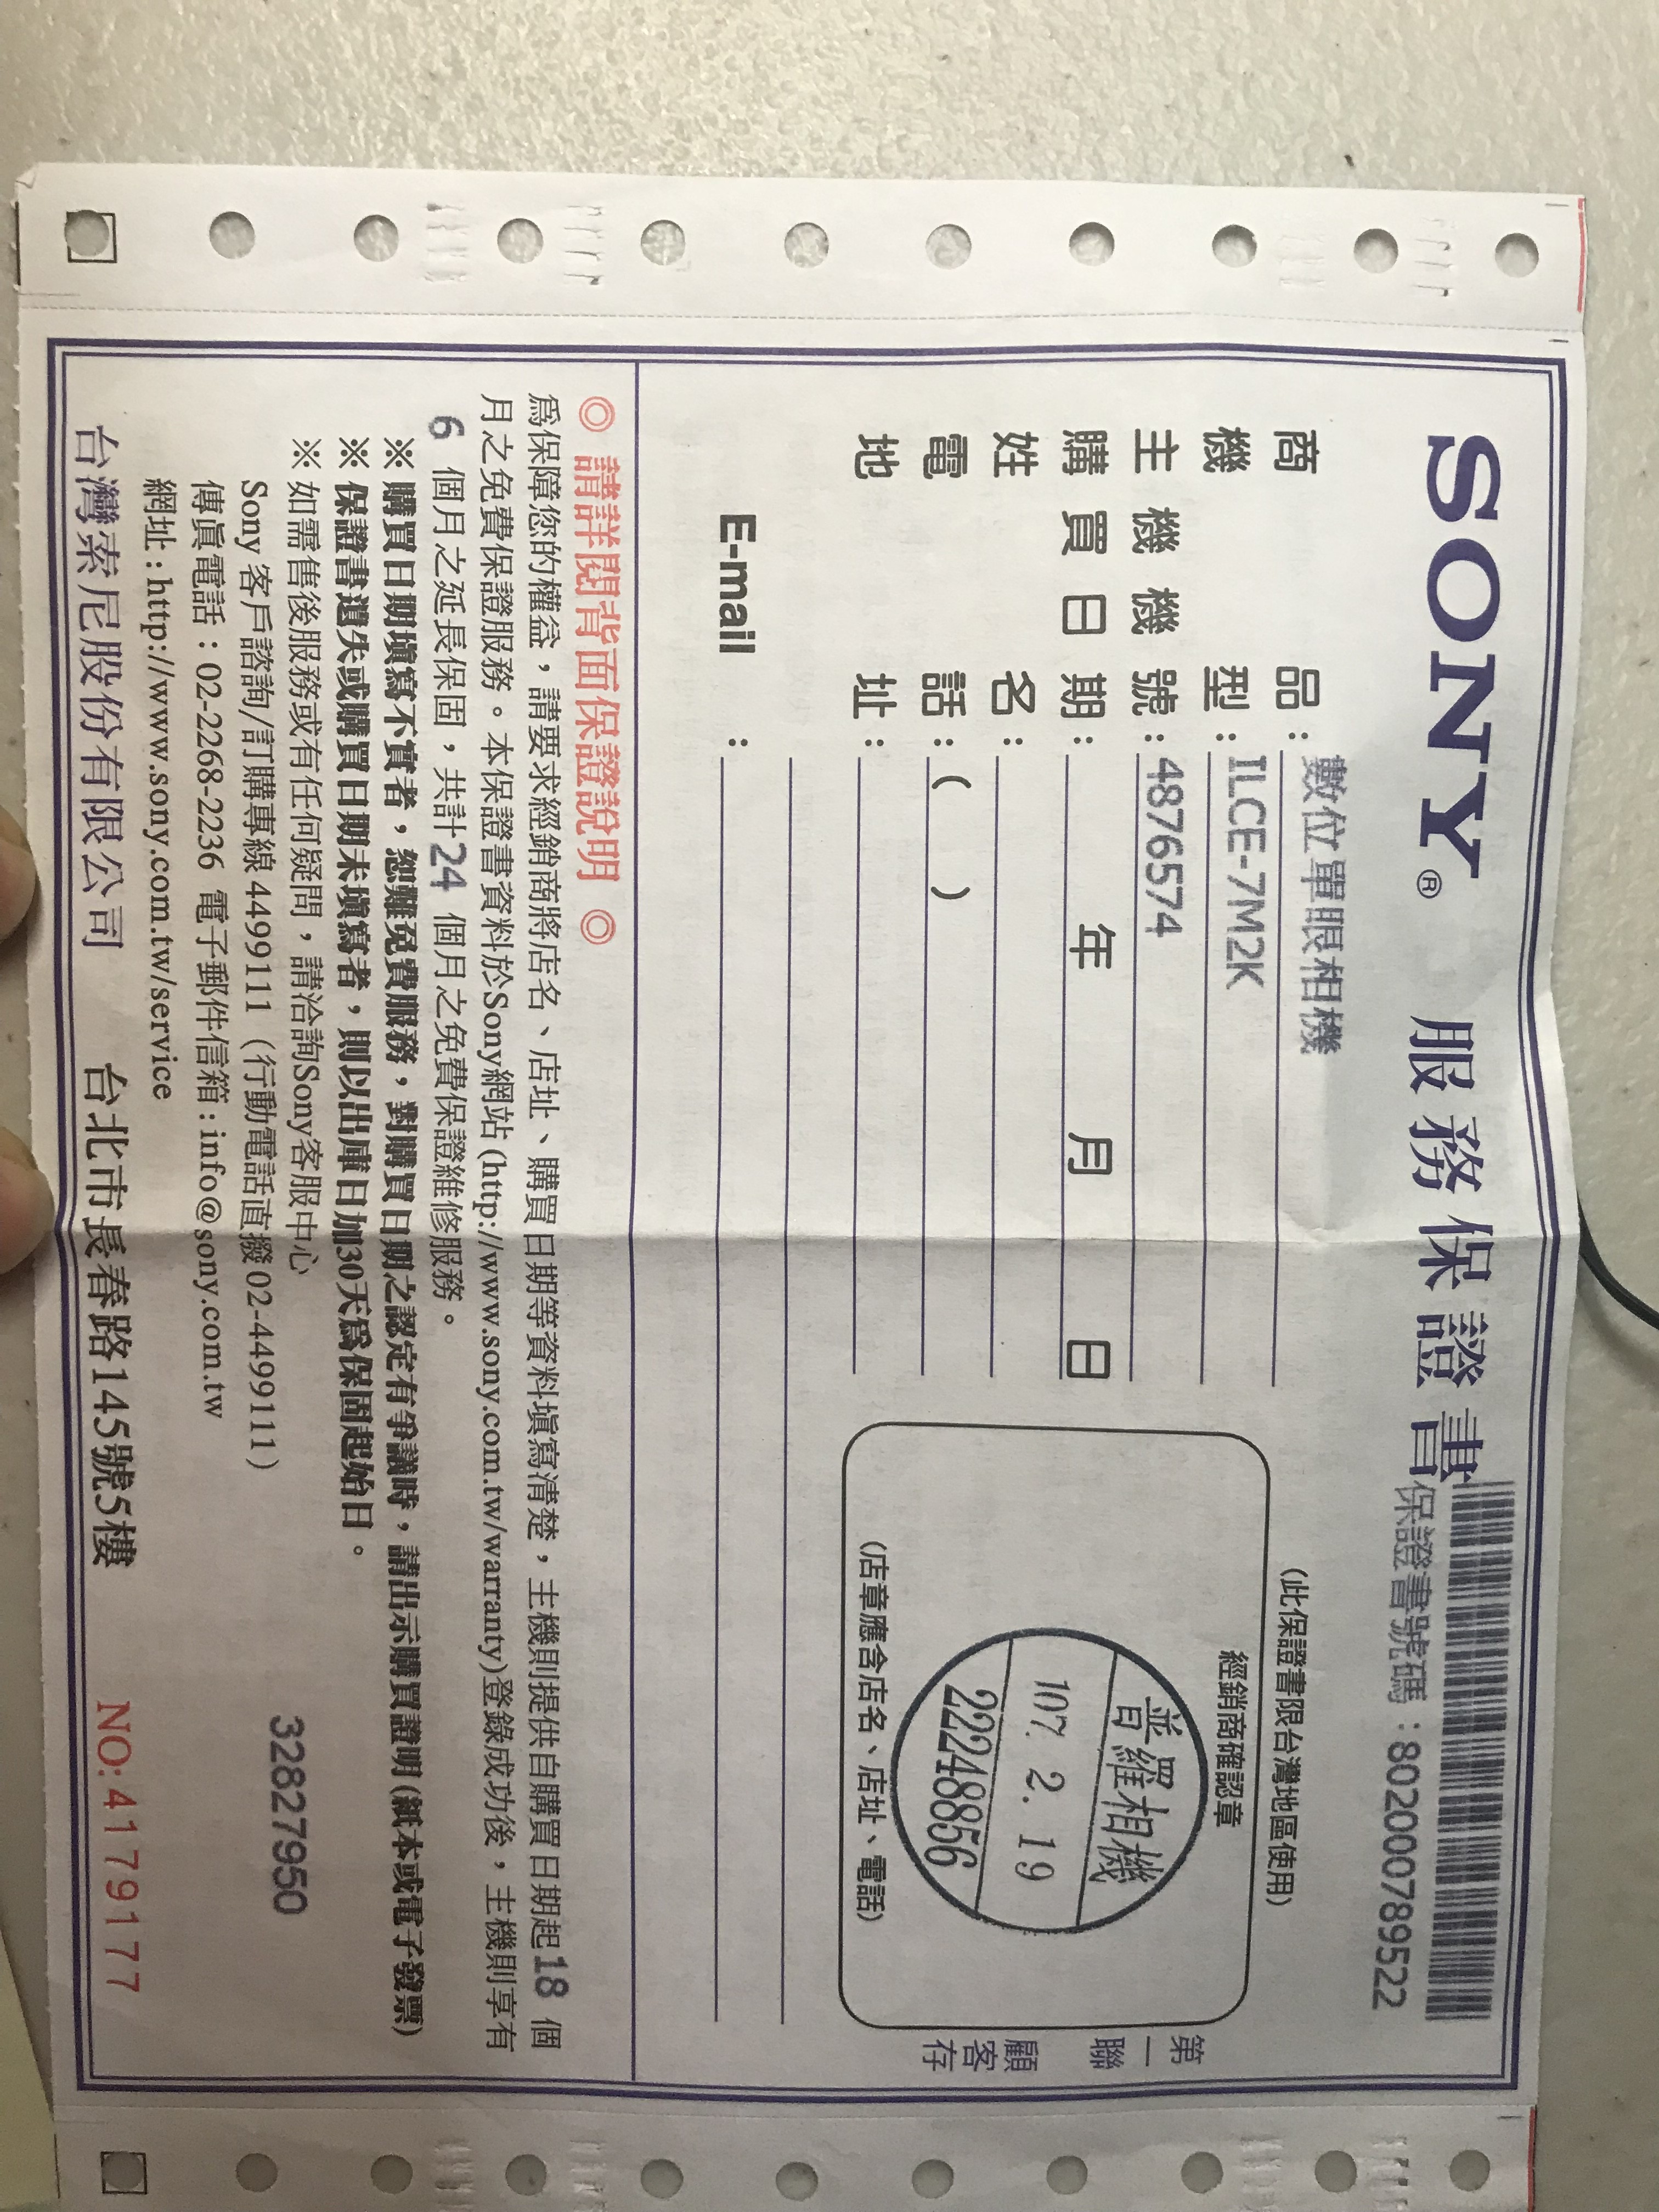 SONY® 服務保證書
保證書號碼：802000789522
(此保證書限台灣地區使用)
商品：數位單眼相機
機型：ILCE-7M2K
主機機號：4876574
購買日期： 年 月 日
姓名：
電話：( )
地址：
E-mail：
經銷商確認章
普羅相機
107. 2. 19
22248856
(店章應含店名、店址、電話)
第一聯 顧客存
◎ 請詳閱背面保證說明 ◎
為保障您的權益，請要求經銷商將店名、店址、購買日期等資料填寫清楚，主機則提供自購買日期起18 個
月之免費保證服務。本保證書資料於Sony網站(http://www.sony.com.tw/warranty)登錄成功後，主機則享有
6 個月之延長保固，共計24 個月之免費保證維修服務。
※購買日期填寫不實者，恕難免費服務，對購買日期之認定有爭議時，請出示購買證明(紙本或電子發票)
※保證書遺失或購買日期未填寫者，則以出庫日加30天為保固起始日。
※如需售後服務或有任何疑問，請洽詢Sony客服中心
Sony 客戶諮詢/訂購專線4499111（行動電話直撥02-4499111）
傳真電話：02-2268-2236 電子郵件信箱：info@sony.com.tw
網址：http://www.sony.com.tw/service
32827950
台灣索尼股份有限公司 台北市長春路145號5樓 NO:4179177